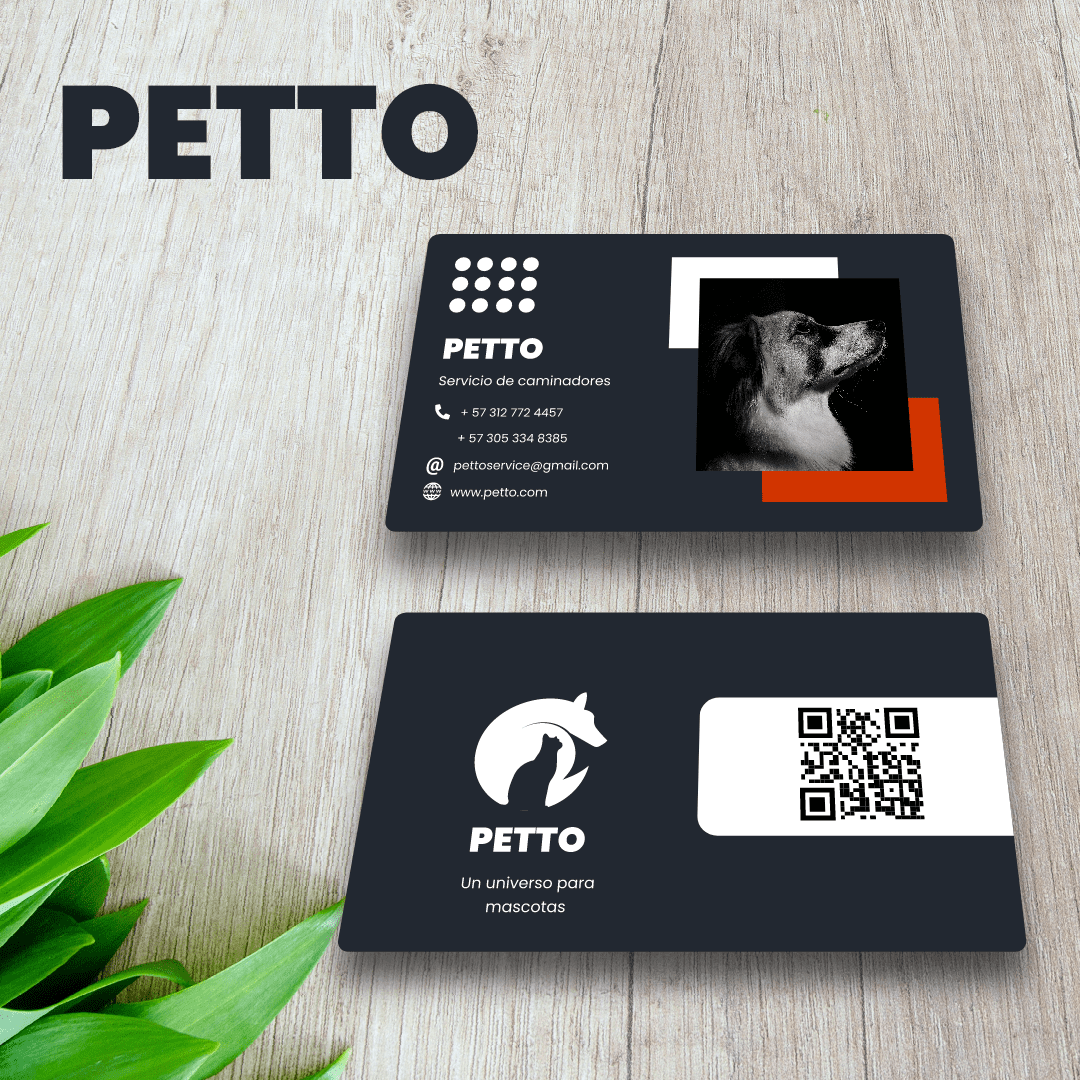 PETTO
PETTO
Servicio de caminadores
+ 57 312 772 4457
+ 57 305 334 8385
@ pettoservice@gmail.com
www.petto.com
PETTO
Un universo para
mascotas